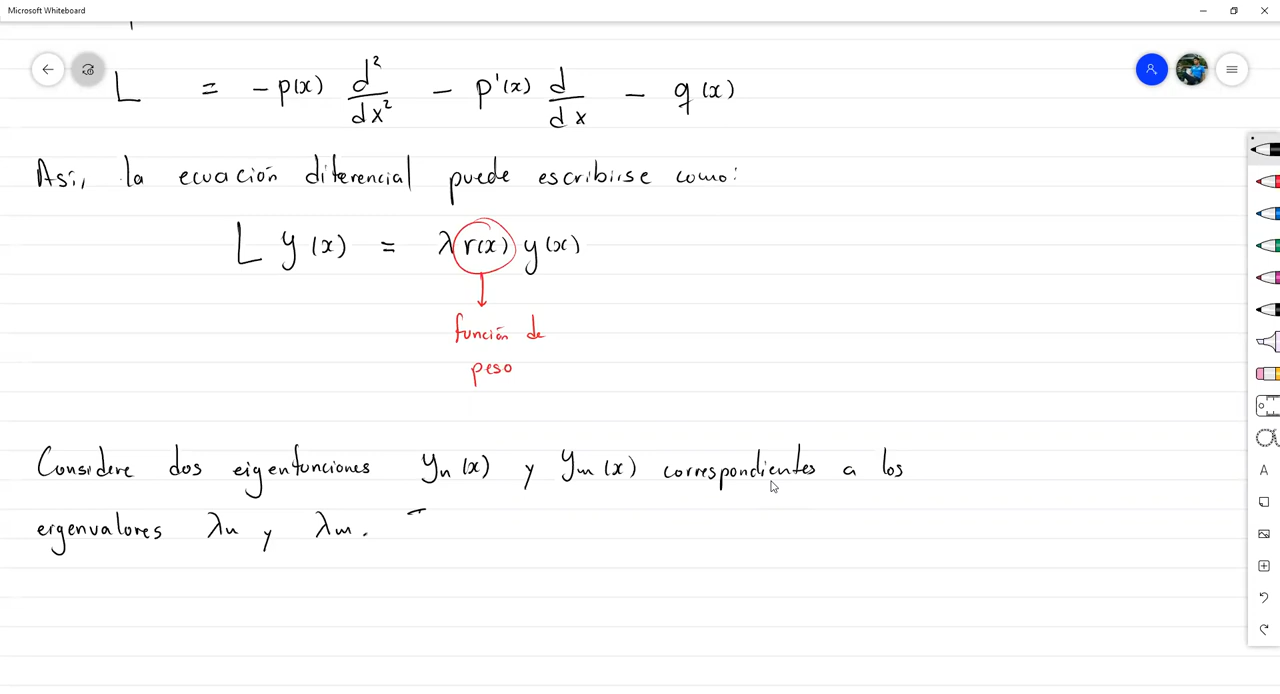 Microsoft Whiteboard
L = -p(x) d²/dx² - p'(x) d/dx - q(x)
Así, la ecuación diferencial puede escribirse como:
L y(x) = λ r(x) y(x)
función de
peso
Considere dos eigenfunciones yn(x) y ym(x) correspondientes a los
eigenvalores λn y λm.
A